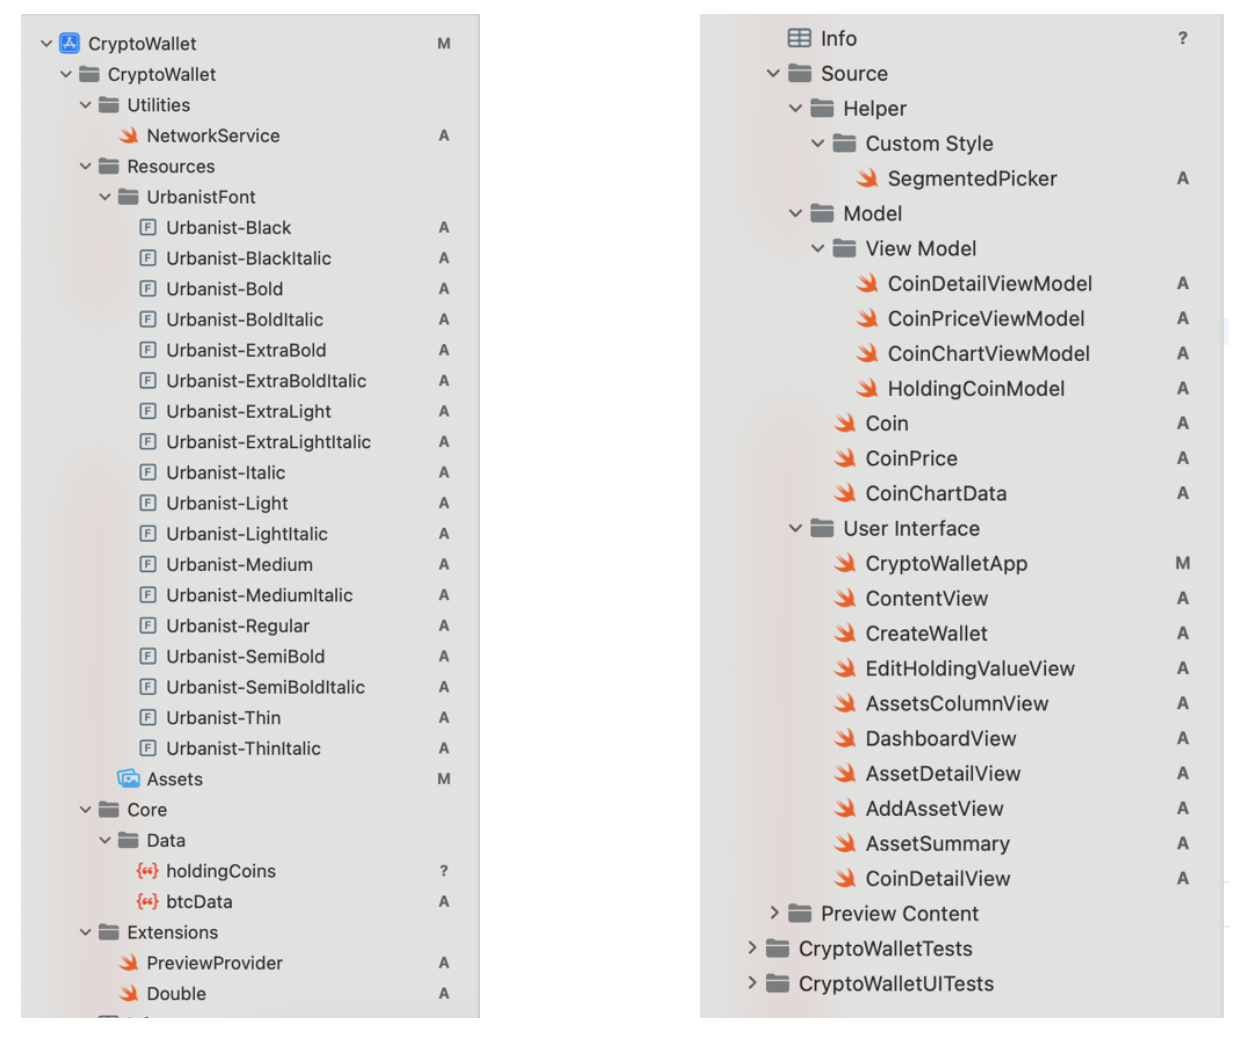 CryptoWallet M
CryptoWallet
Utilities
NetworkService A
Resources
UrbanistFont
F Urbanist-Black A
F Urbanist-BlackItalic A
F Urbanist-Bold A
F Urbanist-BoldItalic A
F Urbanist-ExtraBold A
F Urbanist-ExtraBoldItalic A
F Urbanist-ExtraLight A
F Urbanist-ExtraLightItalic A
F Urbanist-Italic A
F Urbanist-Light A
F Urbanist-LightItalic A
F Urbanist-Medium A
F Urbanist-MediumItalic A
F Urbanist-Regular A
F Urbanist-SemiBold A
F Urbanist-SemiBoldItalic A
F Urbanist-Thin A
F Urbanist-ThinItalic A
Assets M
Core
Data
holdingCoins ?
btcData A
Extensions
PreviewProvider A
Double A
Info ?
Source
Helper
Custom Style
SegmentedPicker A
Model
View Model
CoinDetailViewModel A
CoinPriceViewModel A
CoinChartViewModel A
HoldingCoinModel A
Coin A
CoinPrice A
CoinChartData A
User Interface
CryptoWalletApp M
ContentView A
CreateWallet A
EditHoldingValueView A
AssetsColumnView A
DashboardView A
AssetDetailView A
AddAssetView A
AssetSummary A
CoinDetailView A
Preview Content
CryptoWalletTests
CryptoWalletUITests